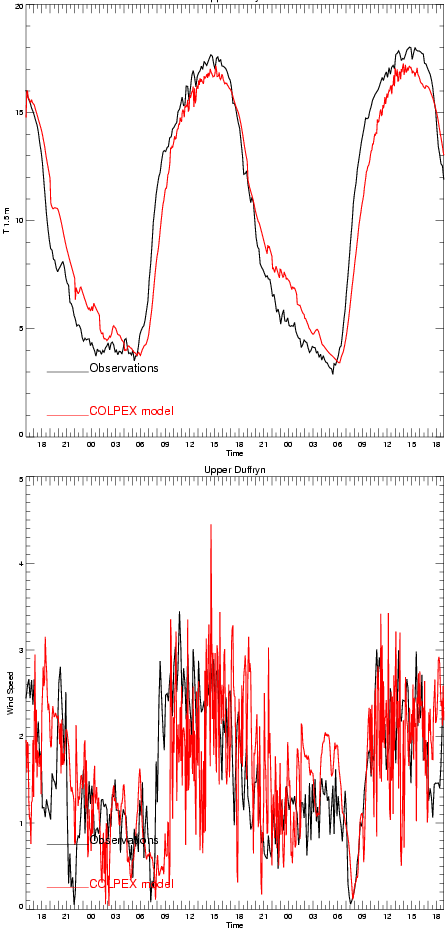 20
15
10
5
0
T 1.5 m
Observations
COLPEX model
18 21 00 03 06 09 12 15 18 21 00 03 06 09 12 15 18
Time
Upper Duffryn
5
4
3
2
1
0
Wind Speed
Observations
COLPEX model
18 21 00 03 06 09 12 15 18 21 00 03 06 09 12 15 18
Time